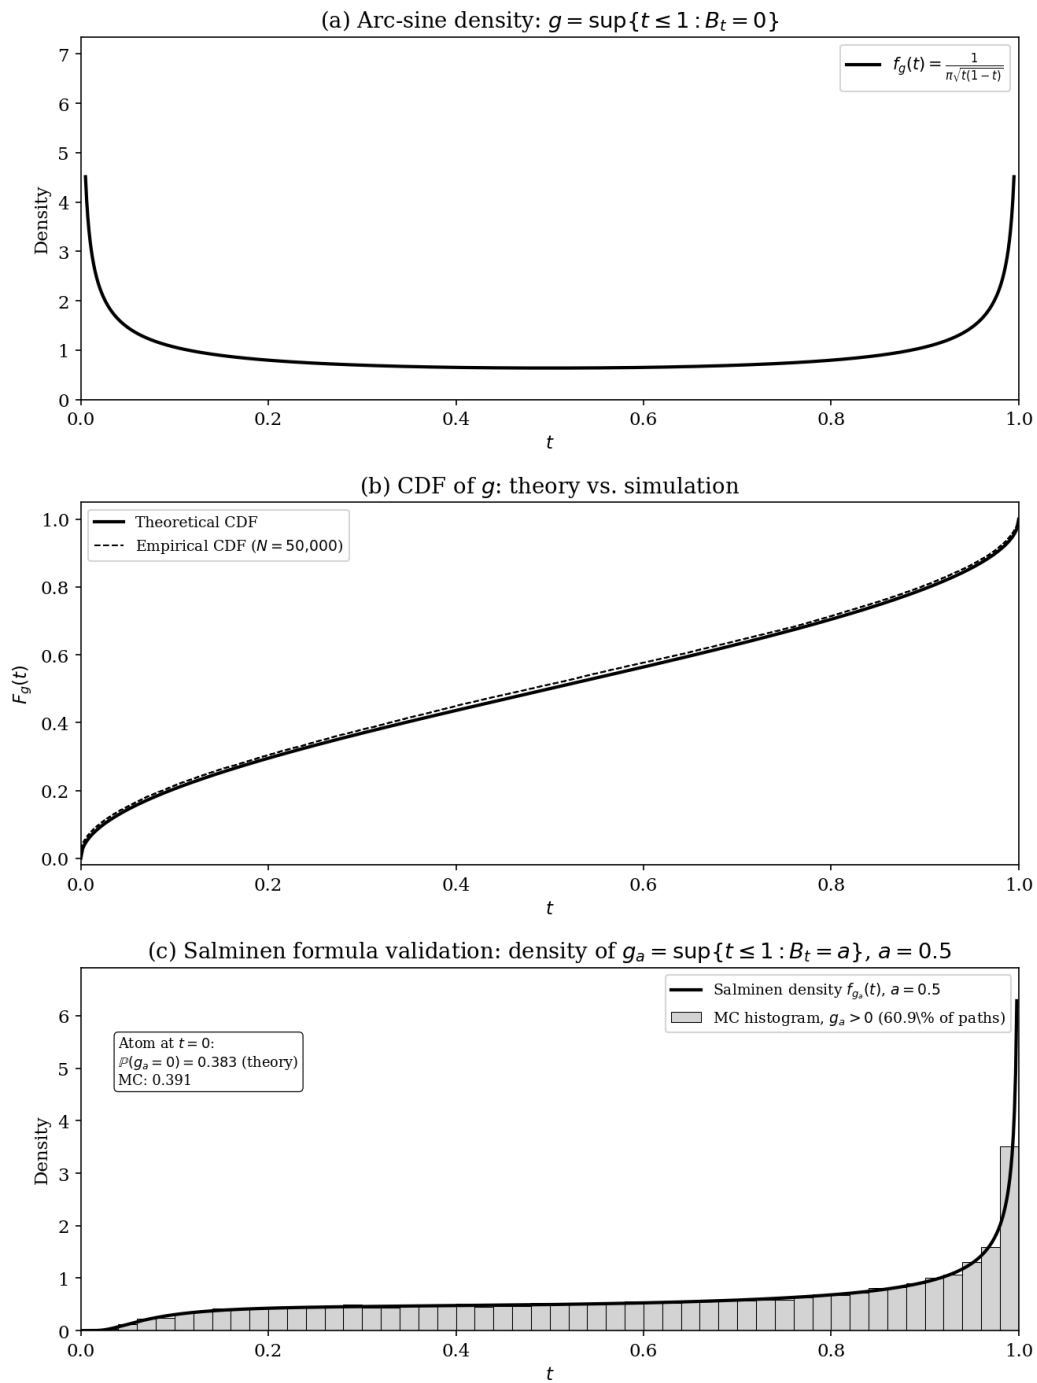 (a) Arc-sine density: g = sup{t ≤ 1 : B_t = 0}
7
6
5
4
3
2
1
0
Density
f_g(t) = 1/(π√(t(1−t)))
0.0 0.2 0.4 0.6 0.8 1.0
t
(b) CDF of g: theory vs. simulation
1.0
0.8
0.6
0.4
0.2
0.0
F_g(t)
Theoretical CDF
Empirical CDF (N = 50,000)
0.0 0.2 0.4 0.6 0.8 1.0
t
(c) Salminen formula validation: density of g_a = sup{t ≤ 1 : B_t = a}, a = 0.5
6
5
4
3
2
1
0
Density
Salminen density f_{g_a}(t), a = 0.5
MC histogram, g_a > 0 (60.9\% of paths)
Atom at t = 0:
ℙ(g_a = 0) = 0.383 (theory)
MC: 0.391
0.0 0.2 0.4 0.6 0.8 1.0
t